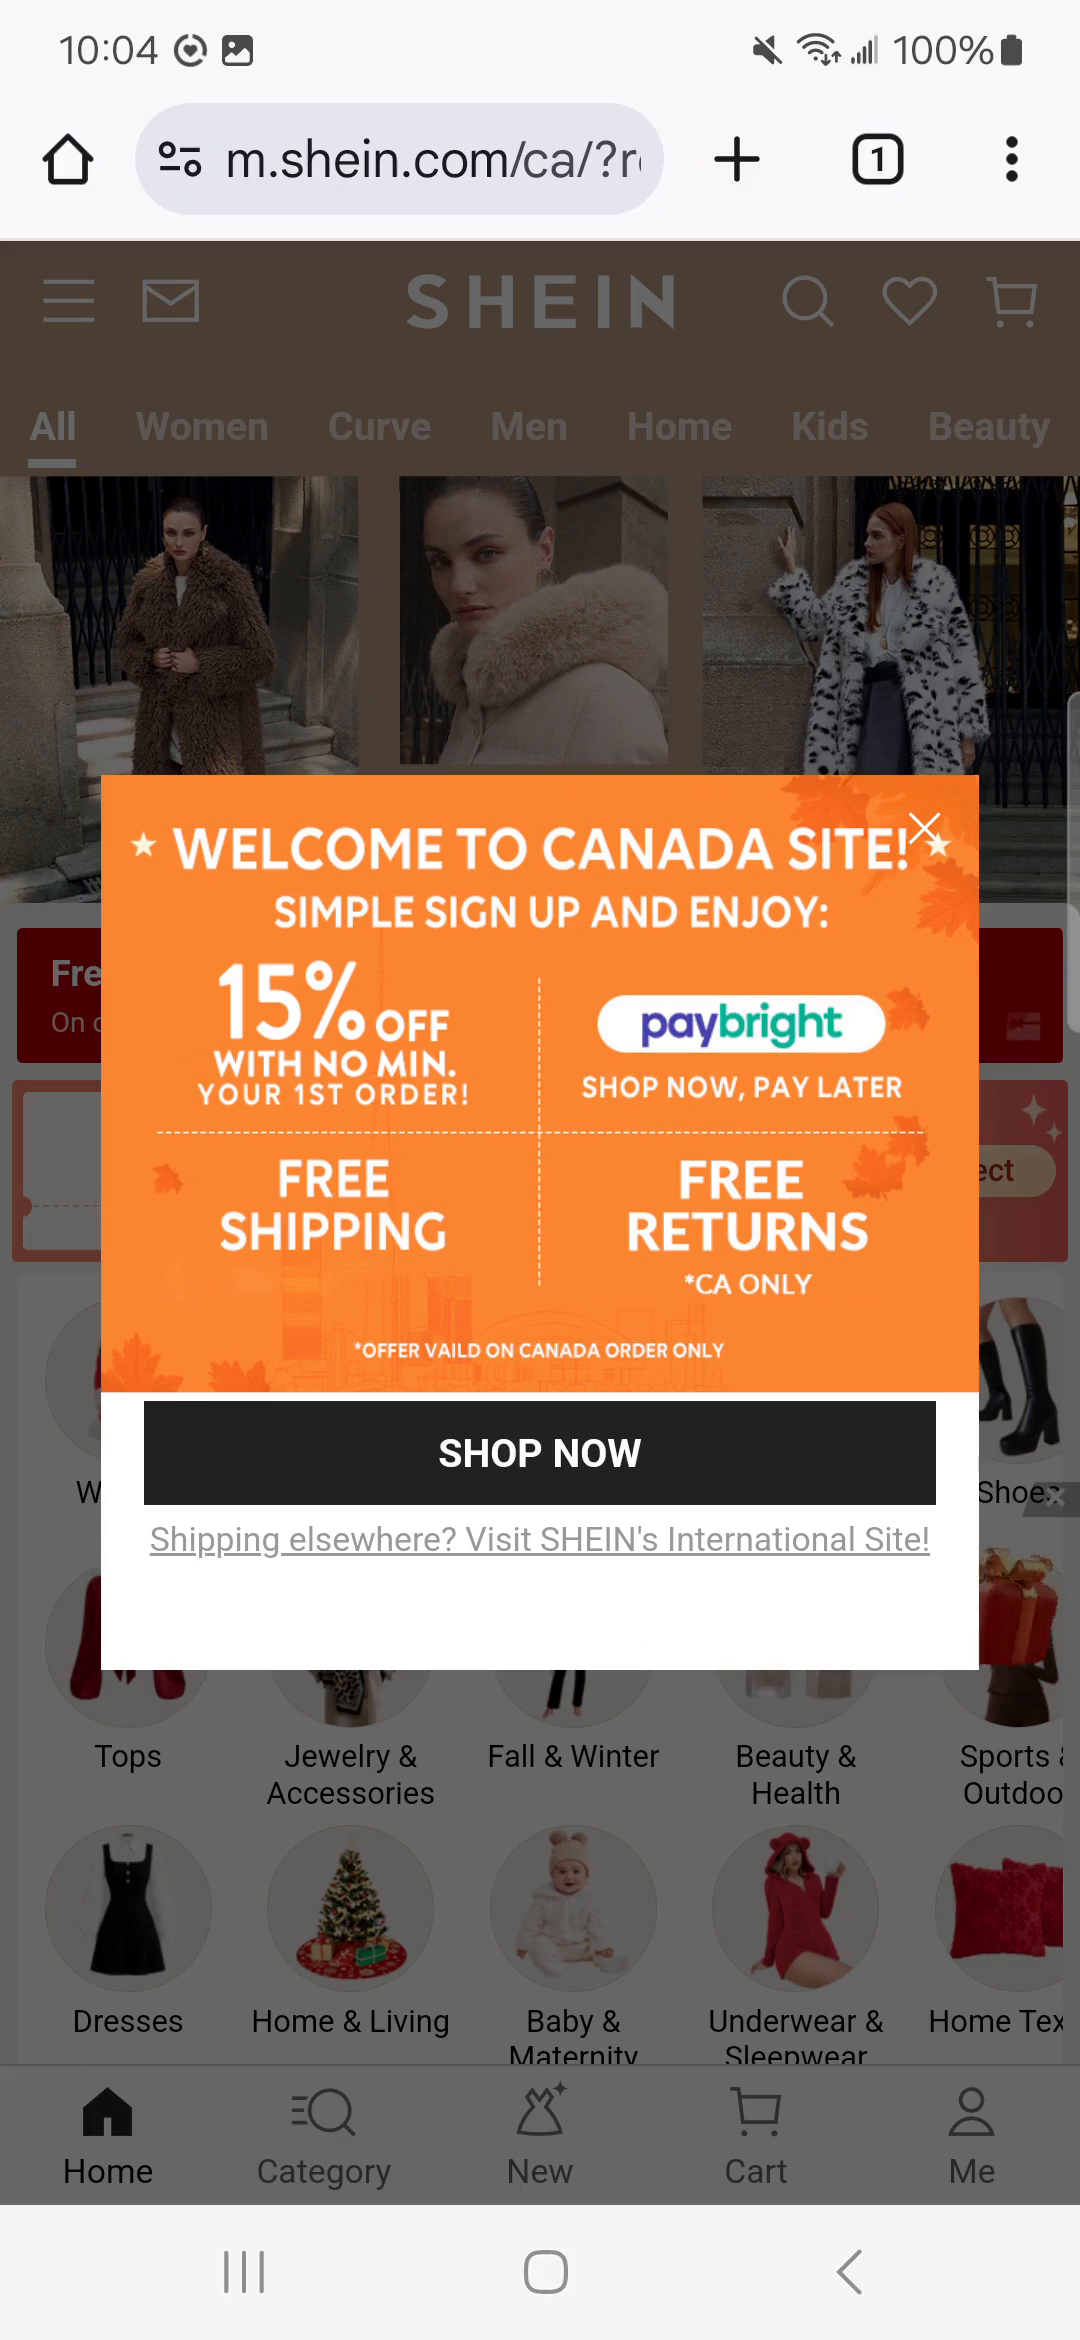 10:04
100%
m.shein.com/ca/?r
1
SHEIN
All Women Curve Men Home Kids Beauty
WELCOME TO CANADA SITE!
SIMPLE SIGN UP AND ENJOY:
15% OFF
WITH NO MIN.
YOUR 1ST ORDER!
paybright
SHOP NOW, PAY LATER
FREE
SHIPPING
FREE
RETURNS
*CA ONLY
*OFFER VAILD ON CANADA ORDER ONLY
Fre
On
ect
SHOP NOW
Shipping elsewhere? Visit SHEIN's International Site!
W
Shoes
Tops
Jewelry &
Accessories
Fall & Winter
Beauty &
Health
Sports &
Outdoo
Dresses
Home & Living
Baby &
Maternity
Underwear &
Sleepwear
Home Tex
Home
Category
New
Cart
Me